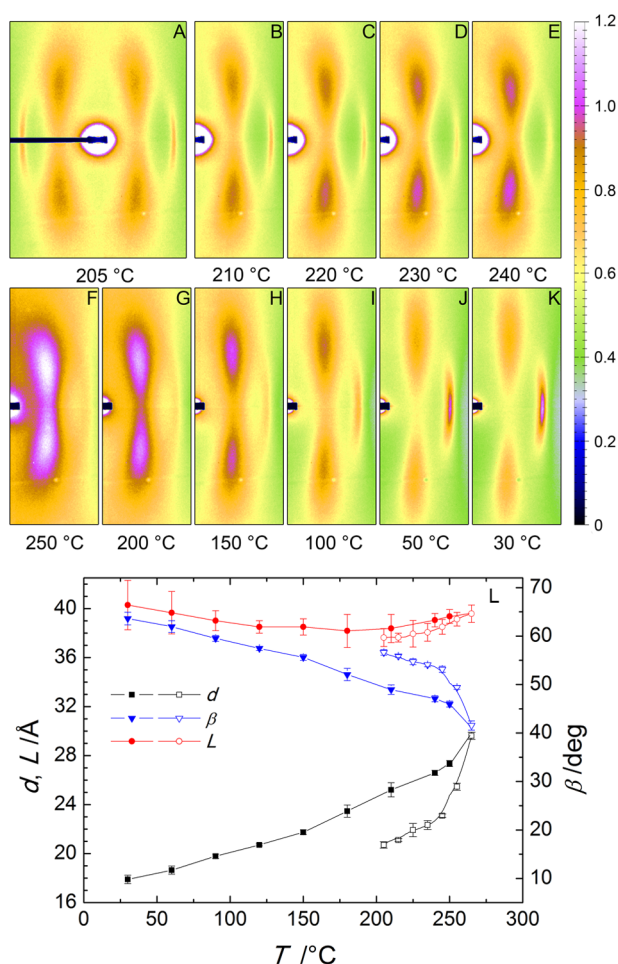 A B C D E 1.2
1.0
0.8
205 °C 210 °C 220 °C 230 °C 240 °C
0.6
F G H I J K
0.4
0.2
0
250 °C 200 °C 150 °C 100 °C 50 °C 30 °C
L
40 70
36 60
32 50
28 40
24 30
20 20
16 10
d
β
L
d, L /Å
β /deg
0 50 100 150 200 250 300
T /°C